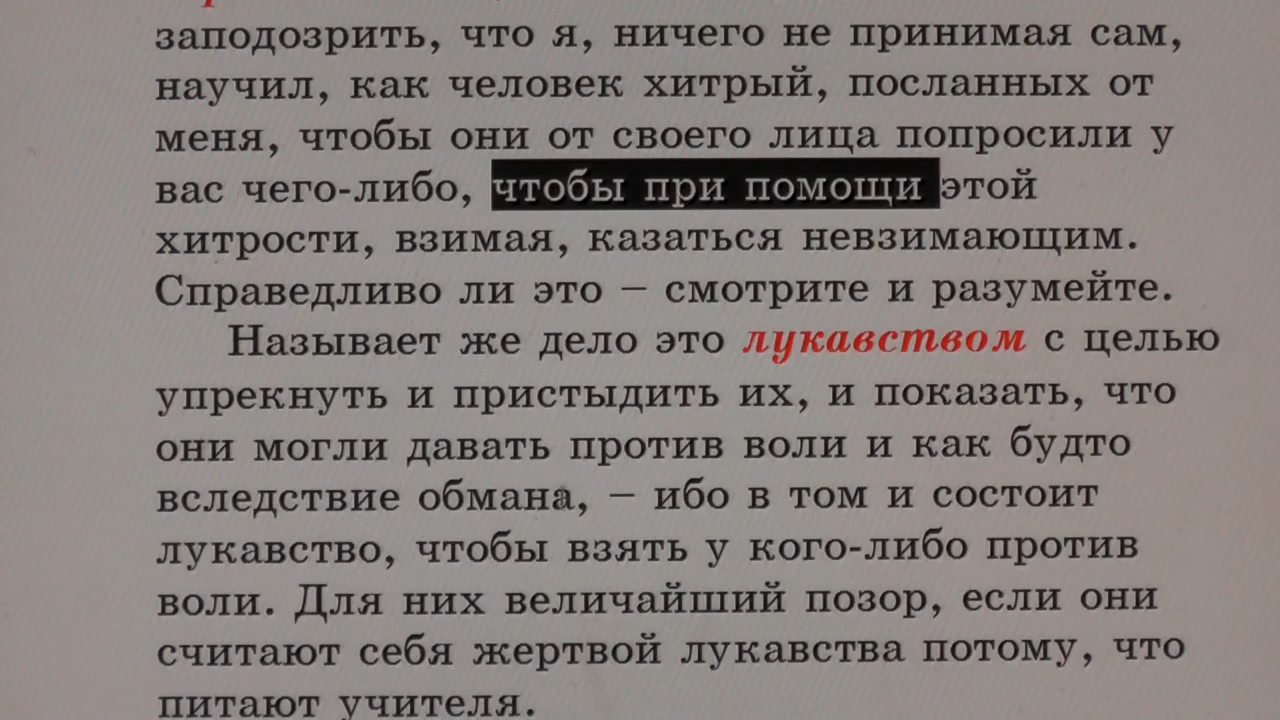 заподозрить, что я, ничего не принимая сам,
научил, как человек хитрый, посланных от
меня, чтобы они от своего лица попросили у
вас чего-либо, чтобы при помощи этой
хитрости, взимая, казаться невзимающим.
Справедливо ли это – смотрите и разумейте.
Называет же дело это лукавством с целью
упрекнуть и пристыдить их, и показать, что
они могли давать против воли и как будто
вследствие обмана, – ибо в том и состоит
лукавство, чтобы взять у кого-либо против
воли. Для них величайший позор, если они
считают себя жертвой лукавства потому, что
питают учителя.